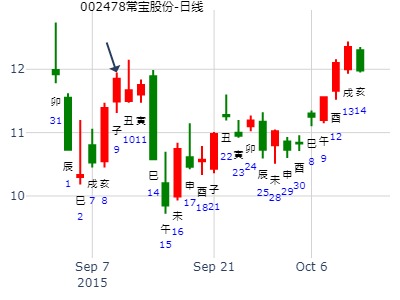 002478常宝股份-日线
12
11
10
卯
31
辰
1
巳
2
戌
7
亥
8
子
9
丑
10
寅
11
巳
14
午
15
未
16
申
17
酉
18
子
21
丑
22
寅
23
卯
24
辰
25
未
28
申
29
酉
30
巳
8
午
9
酉
12
戌
13
亥
14
Sep 7
2015
Sep 21
Oct 6